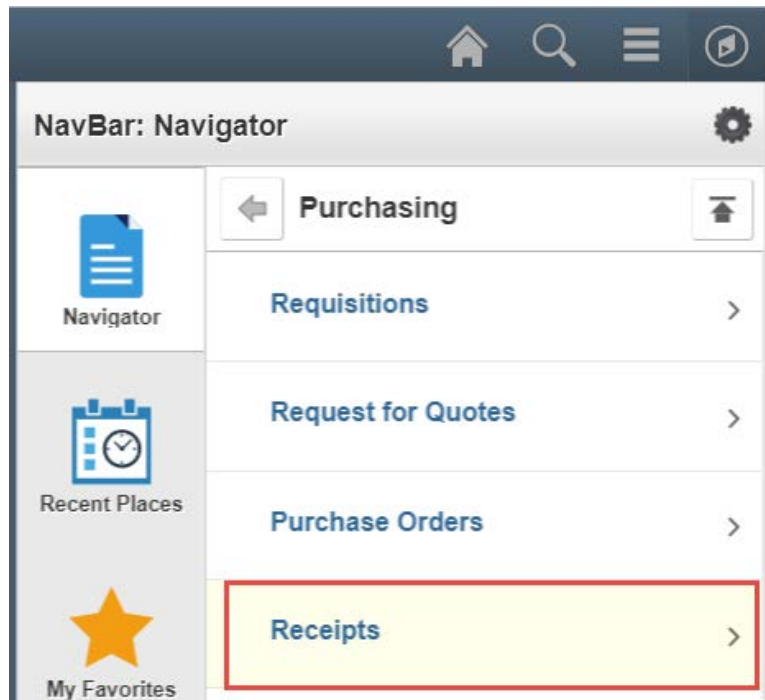 NavBar: Navigator
Purchasing
Navigator
Requisitions
Request for Quotes
Recent Places
Purchase Orders
Receipts
My Favorites